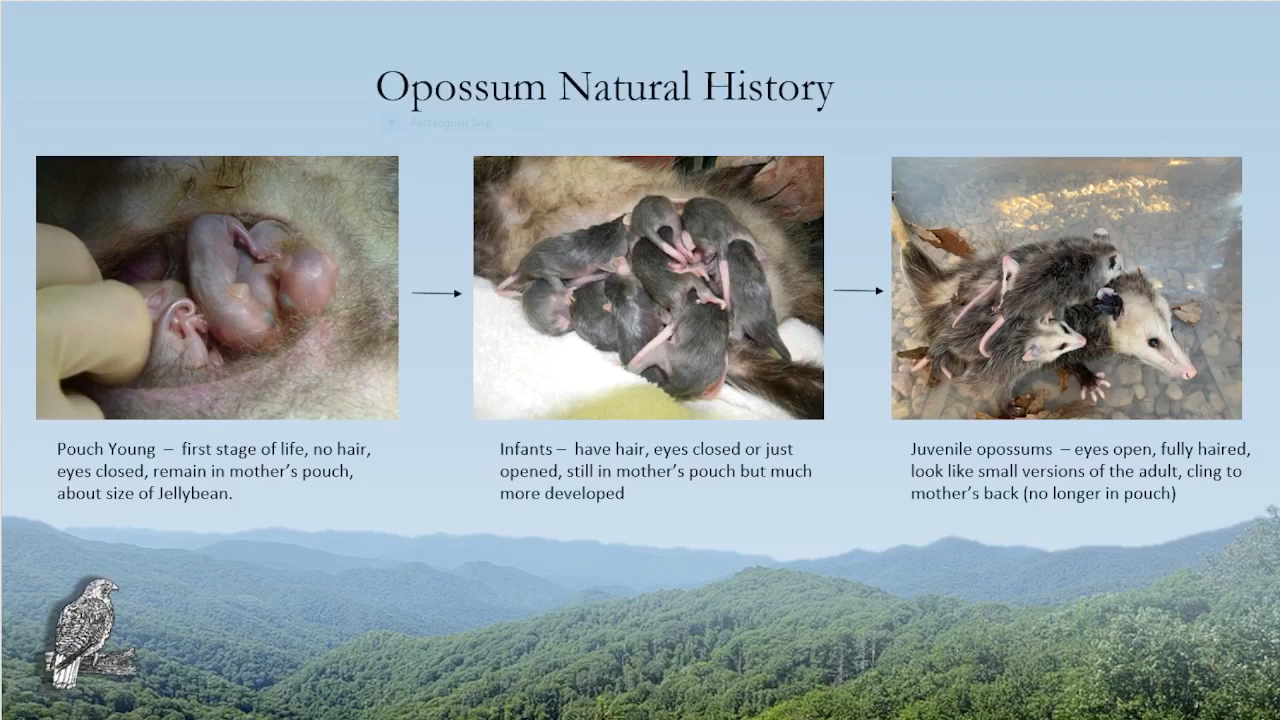 Opossum Natural History
Rectangular Snip
Pouch Young – first stage of life, no hair,
eyes closed, remain in mother’s pouch,
about size of Jellybean.
Infants – have hair, eyes closed or just
opened, still in mother’s pouch but much
more developed
Juvenile opossums – eyes open, fully haired,
look like small versions of the adult, cling to
mother’s back (no longer in pouch)